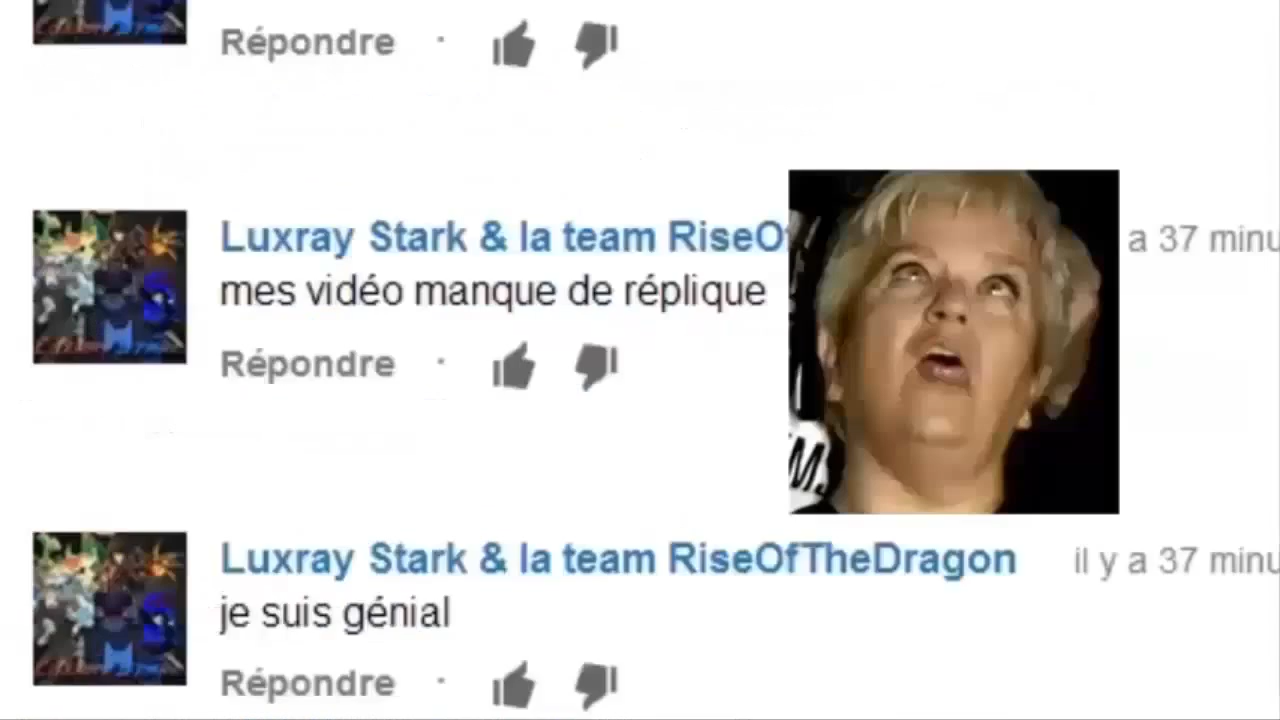 Répondre ·
Luxray Stark & la team RiseO
a 37 minu
mes vidéo manque de réplique
Répondre ·
Luxray Stark & la team RiseOfTheDragon
il y a 37 minu
je suis génial
Répondre ·